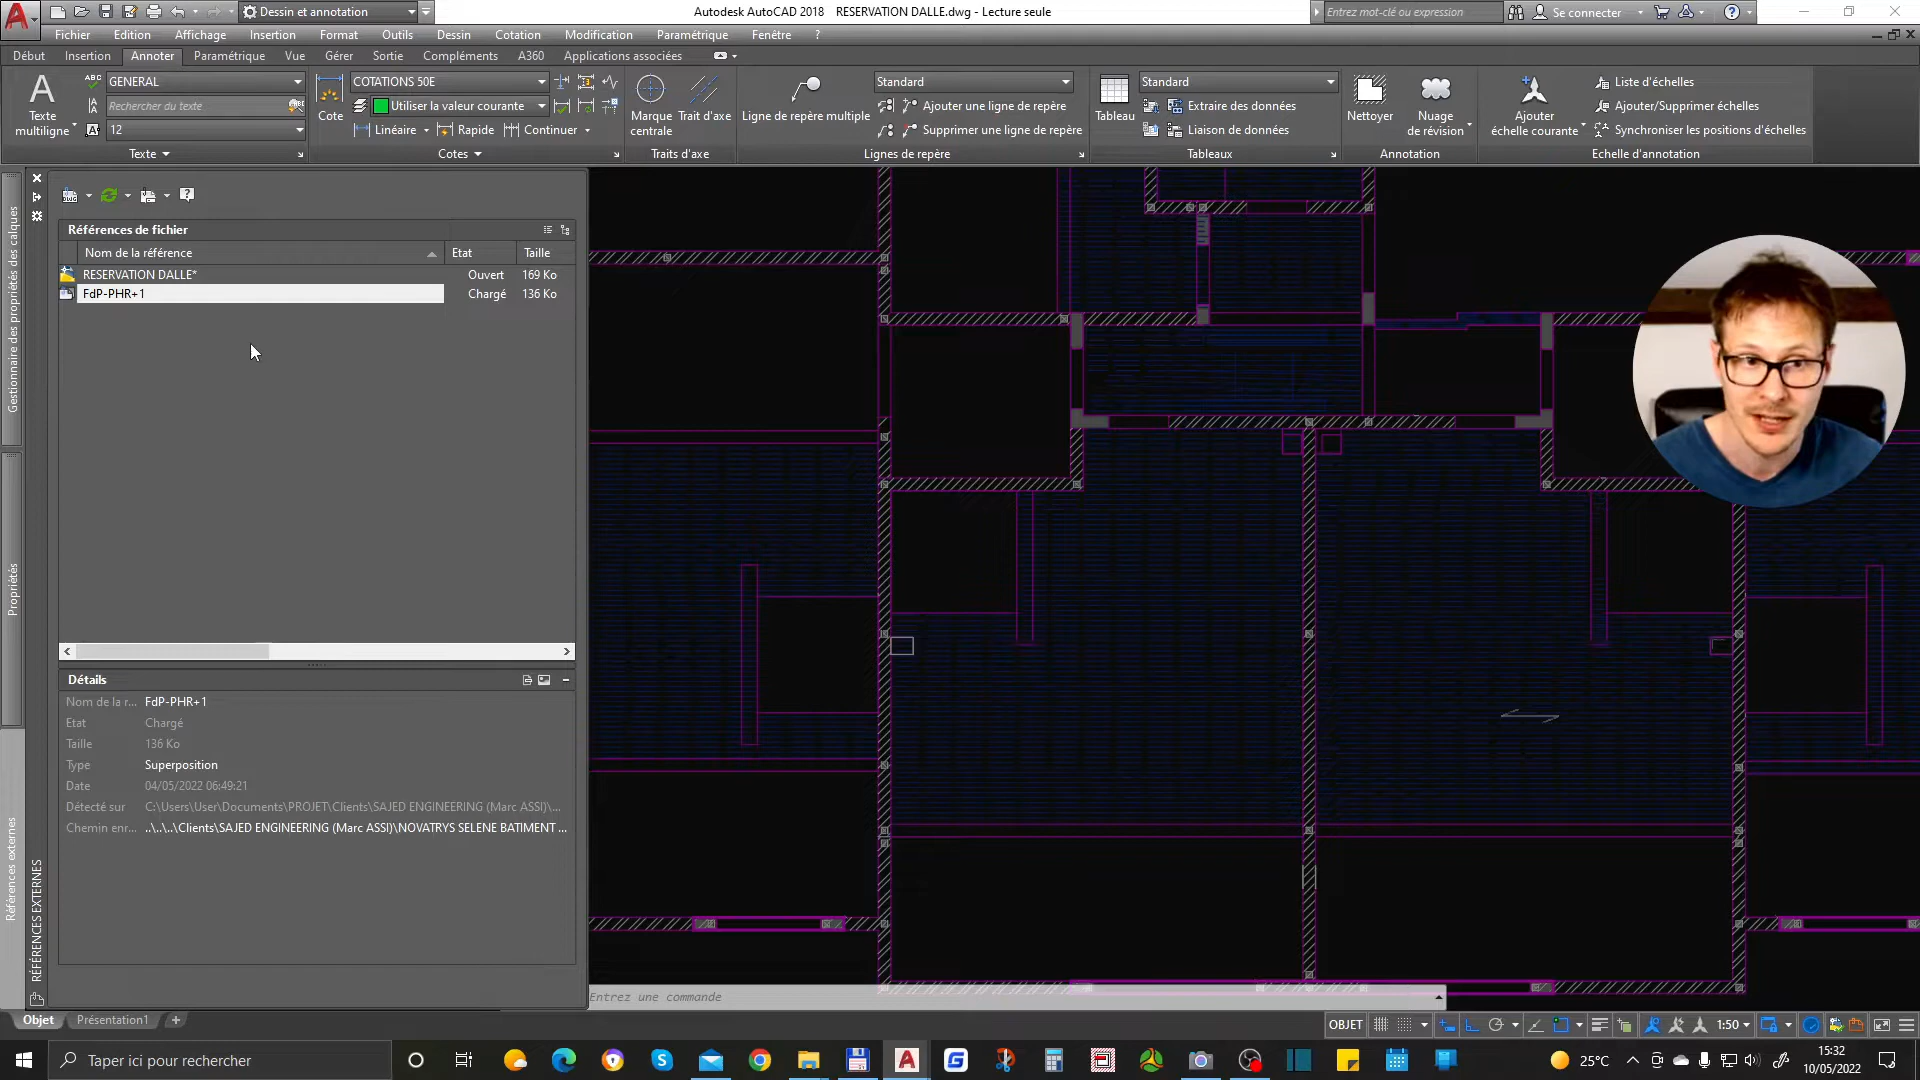 Dessin et annotation
Autodesk AutoCAD 2018 RESERVATION DALLE.dwg - Lecture seule
Entrez mot-clé ou expression
Se connecter
Fichier Edition Affichage Insertion Format Outils Dessin Cotation Modification Paramétrique Fenêtre ?
Début Insertion Annoter Paramétrique Vue Gérer Sortie Compléments A360 Applications associées
Texte
multiligne
GENERAL
Rechercher du texte
12
Texte
Cote
COTATIONS 50E
Utiliser la valeur courante
Linéaire Rapide Continuer
Cotes
Marque
centrale
Trait d'axe
Traits d'axe
Ligne de repère multiple
Standard
Ajouter une ligne de repère
Supprimer une ligne de repère
Lignes de repère
Tableau
Standard
Extraire des données
Liaison de données
Tableaux
Nettoyer
Nuage
de révision
Annotation
Ajouter
échelle courante
Liste d'échelles
Ajouter/Supprimer échelles
Synchroniser les positions d'échelles
Echelle d'annotation
Gestionnaire des propriétés des calques
Propriétés
Références externes
RÉFÉRENCES EXTERNES
Références de fichier
Nom de la référence Etat Taille
RESERVATION DALLE* Ouvert 169 Ko
FdP-PHR+1 Chargé 136 Ko
Détails
Nom de la r... FdP-PHR+1
Etat Chargé
Taille 136 Ko
Type Superposition
Date 04/05/2022 06:49:21
Détecté sur C:\Users\User\Documents\PROJET\Clients\SAJED ENGINEERING (Marc ASSI)\...
Chemin enr... ..\..\..\Clients\SAJED ENGINEERING (Marc ASSI)\NOVATRYS SELENE BATIMENT ...
Entrez une commande
Objet Présentation1 +
OBJET 1:50
Taper ici pour rechercher
25°C
15:32
10/05/2022